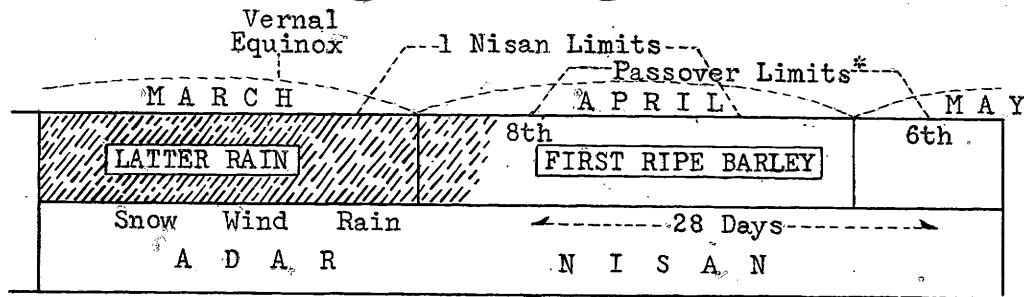 Vernal
Equinox
1 Nisan Limits
Passover Limits*
MARCH APRIL MAY
8th 6th
LATTER RAIN FIRST RIPE BARLEY
Snow Wind Rain 28 Days
ADAR NISAN